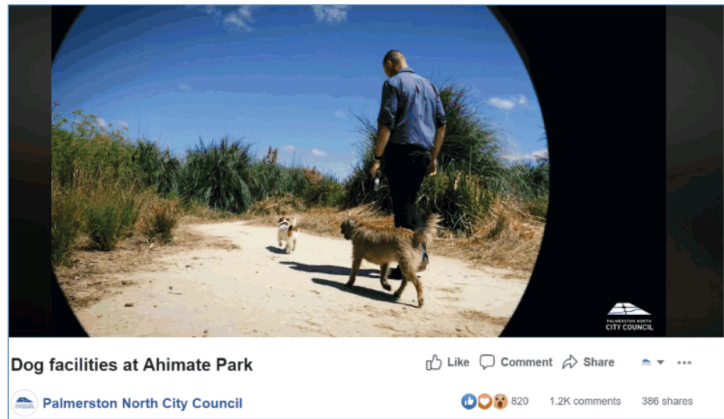 PALMERSTON NORTH
CITY COUNCIL
Dog facilities at Ahimate Park
Like Comment Share
Palmerston North City Council
820 1.2K comments 386 shares